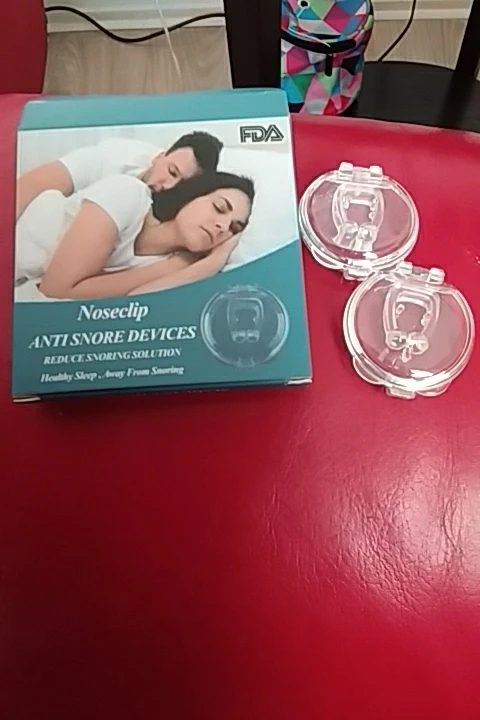 FDA
Noseclip
ANTI SNORE DEVICES
REDUCE SNORING SOLUTION
Healthy Sleep , Away From Snoring